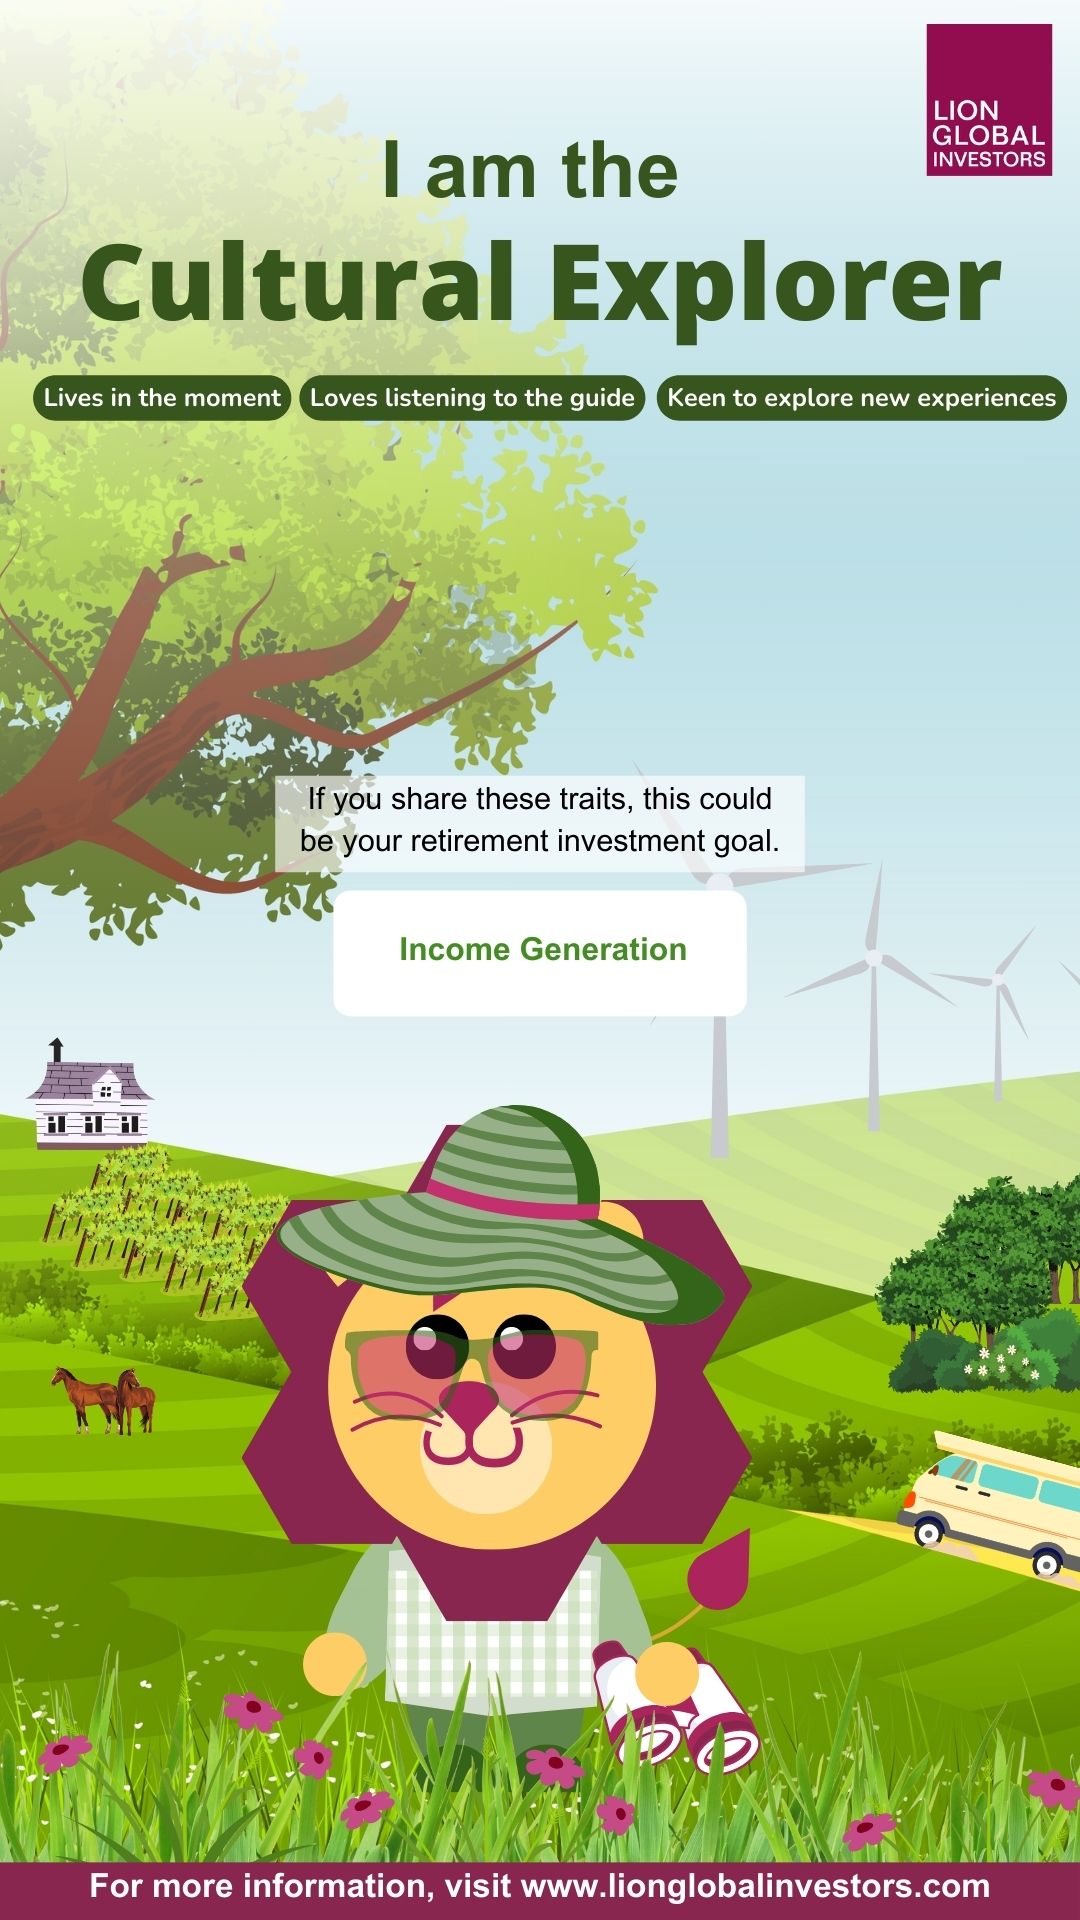 LION
GLOBAL
INVESTORS
I am the
Cultural Explorer
Lives in the moment
Loves listening to the guide
Keen to explore new experiences
If you share these traits, this could
be your retirement investment goal.
Income Generation
For more information, visit www.lionglobalinvestors.com